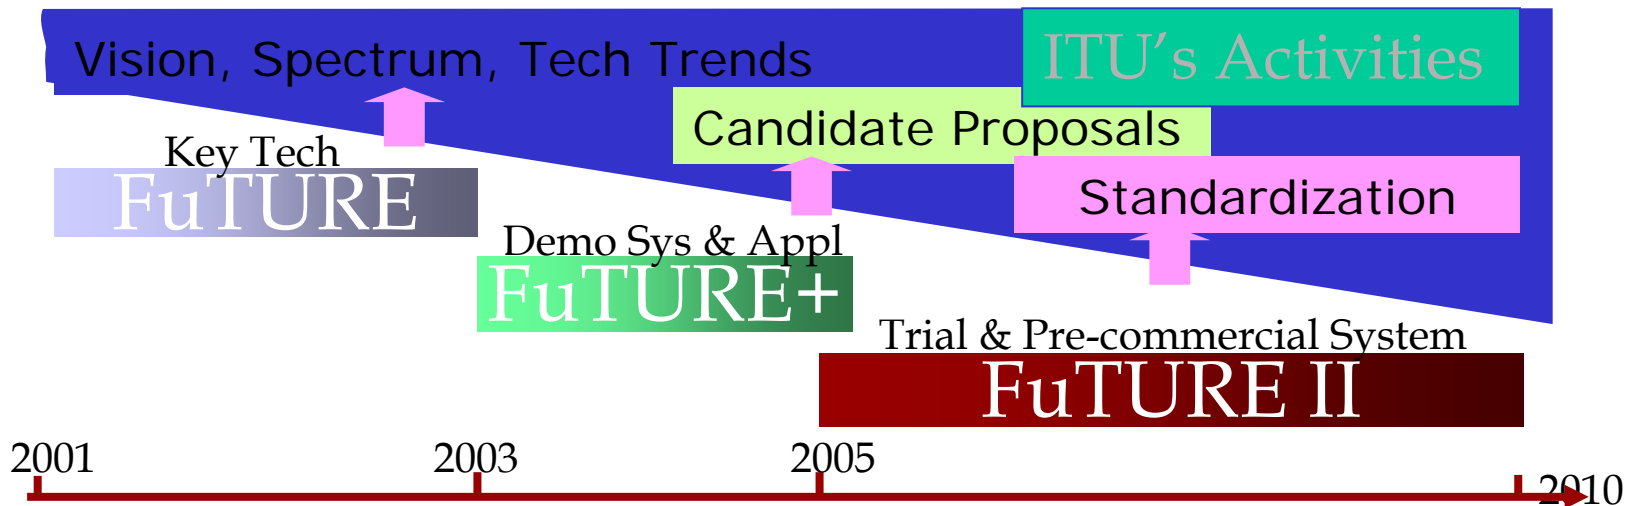 Vision, Spectrum, Tech Trends
ITU's Activities
Candidate Proposals
Key Tech
FuTURE
Standardization
Demo Sys & Appl
FuTURE+
Trial & Pre-commercial System
FuTURE II
2001
2003
2005
2010